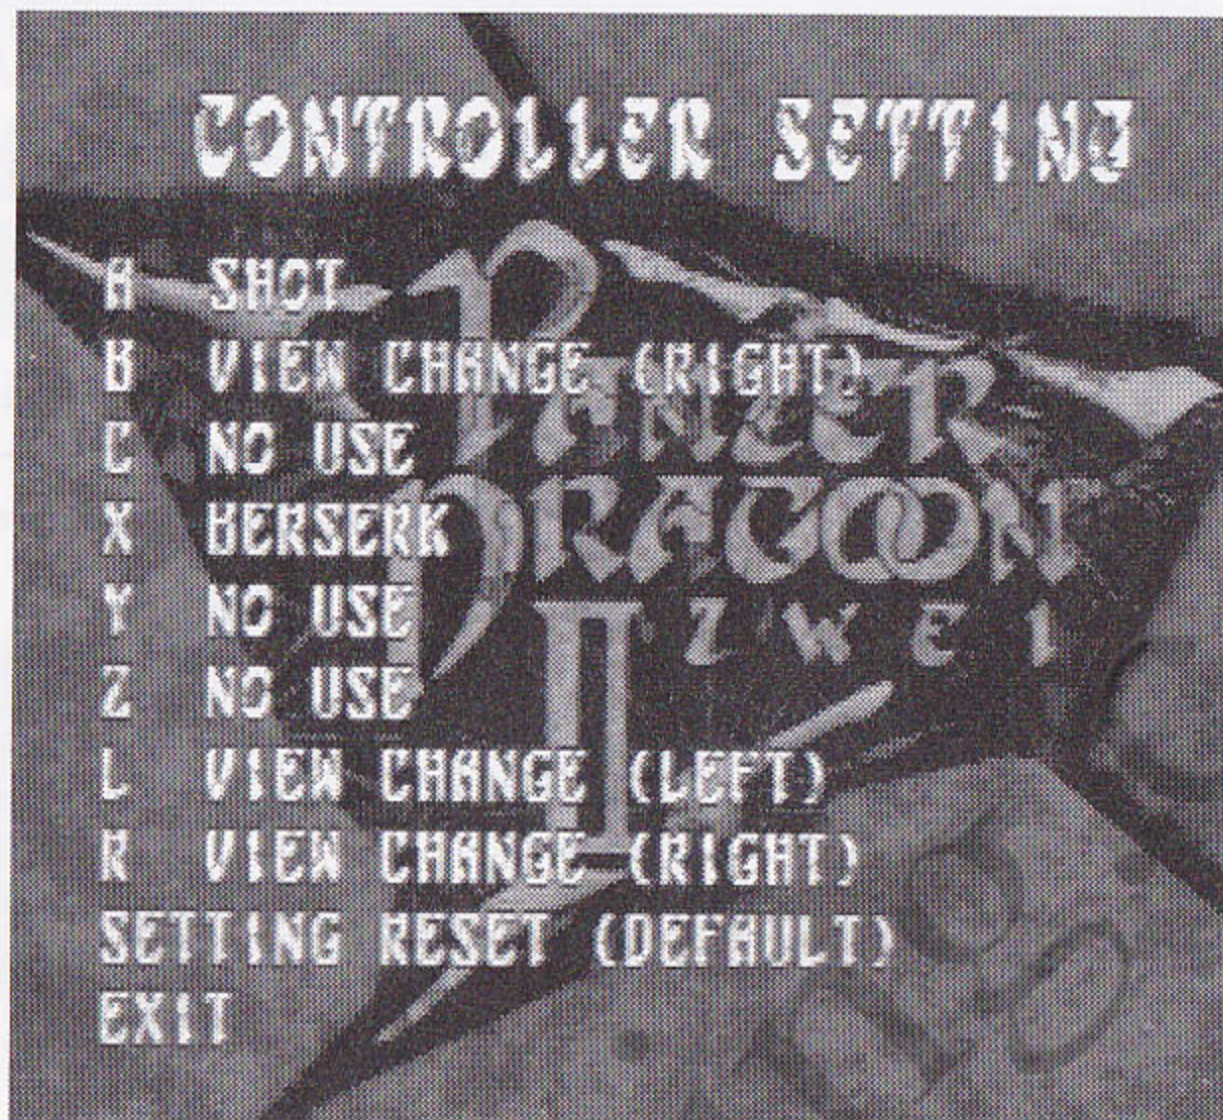 CONTROLLER SETTING
A SHOT
B VIEW CHANGE (RIGHT)
C NO USE
X BERSERK
Y NO USE
Z NO USE
L VIEW CHANGE (LEFT)
R VIEW CHANGE (RIGHT)
SETTING RESET (DEFAULT)
EXIT
PANZER
DRAGOON
II ZWEI